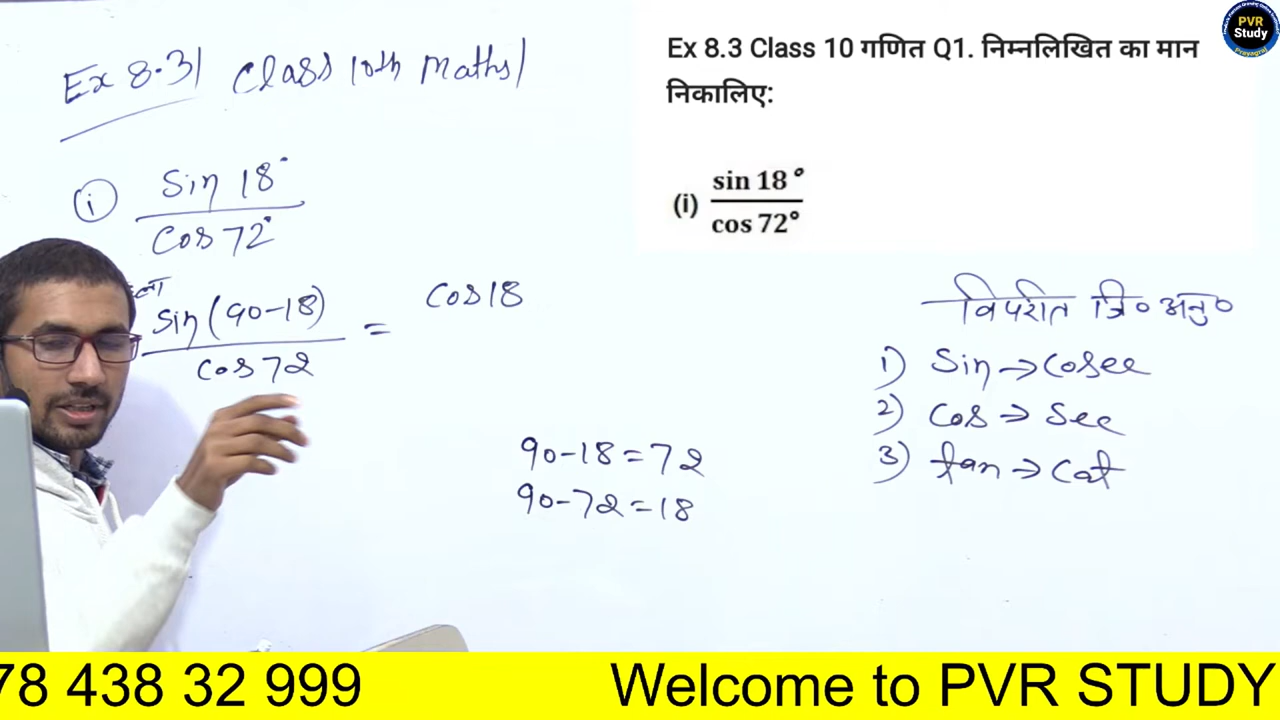 Ex 8.3 Class 10th Maths
Ex 8.3 Class 10 गणित Q1. निम्नलिखित का मान
निकालिए:
(i) sin 18°
cos 72°
(i) Sin 18°
Cos 72°
Sin (90-18) = Cos 18
Cos 72
90-18=72
90-72=18
विपरीत त्रि० अनु०
1) Sin → Cosec
2) Cos → Sec
3) tan → Cot
PVR
Study
Prayagraj
78 438 32 999 Welcome to PVR STUDY